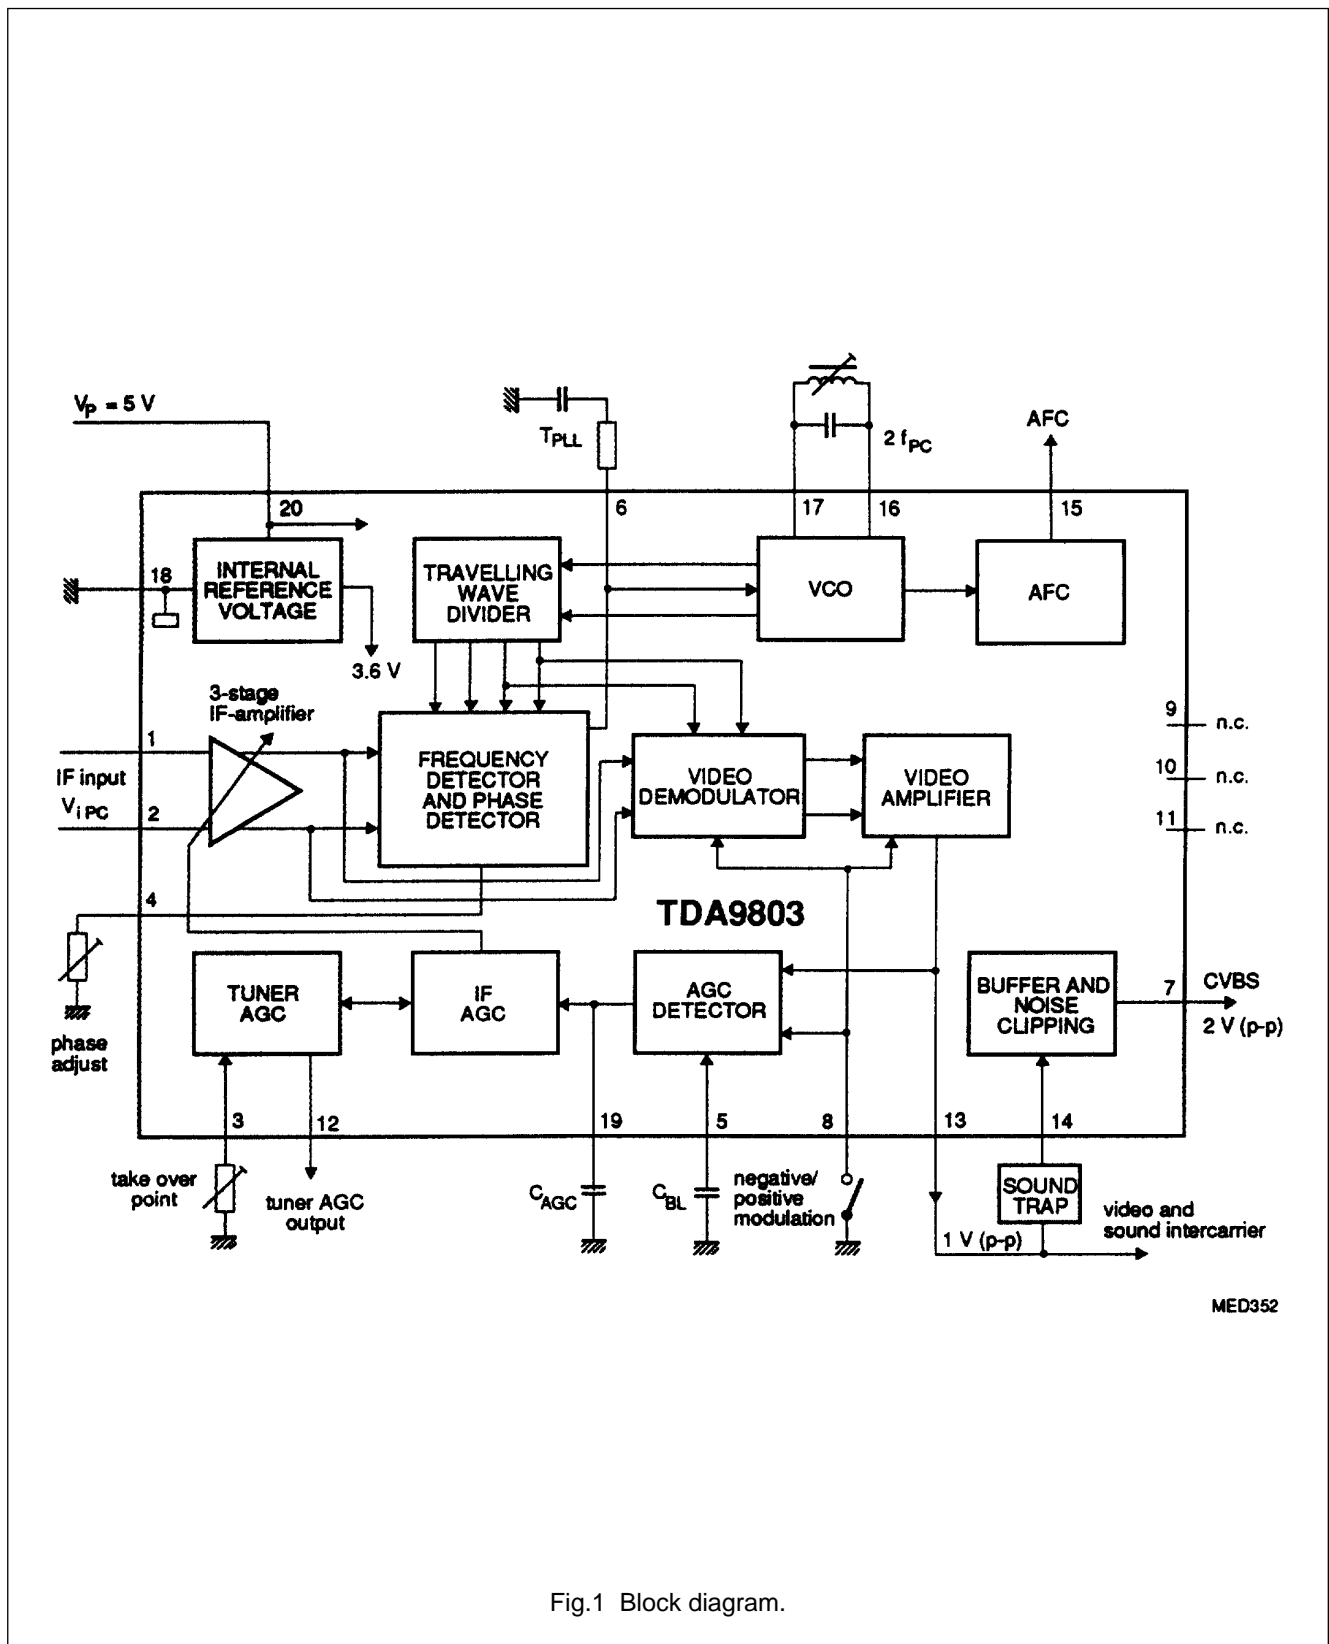 VP = 5 V
TPLL
2 fPC
AFC
20
6
17
16
15
18
INTERNAL
REFERENCE
VOLTAGE
TRAVELLING
WAVE
DIVIDER
VCO
AFC
3.6 V
3-stage
IF-amplifier
1
IF input
Vi PC
2
FREQUENCY
DETECTOR
AND PHASE
DETECTOR
VIDEO
DEMODULATOR
VIDEO
AMPLIFIER
9
n.c.
10
n.c.
11
n.c.
4
TDA9803
phase
adjust
TUNER
AGC
IF
AGC
AGC
DETECTOR
BUFFER AND
NOISE
CLIPPING
7
CVBS
2 V (p-p)
3
12
19
5
8
13
14
take over
point
tuner AGC
output
CAGC
CBL
negative/
positive
modulation
SOUND
TRAP
1 V (p-p)
video and
sound intercarrier
MED352
Fig.1 Block diagram.